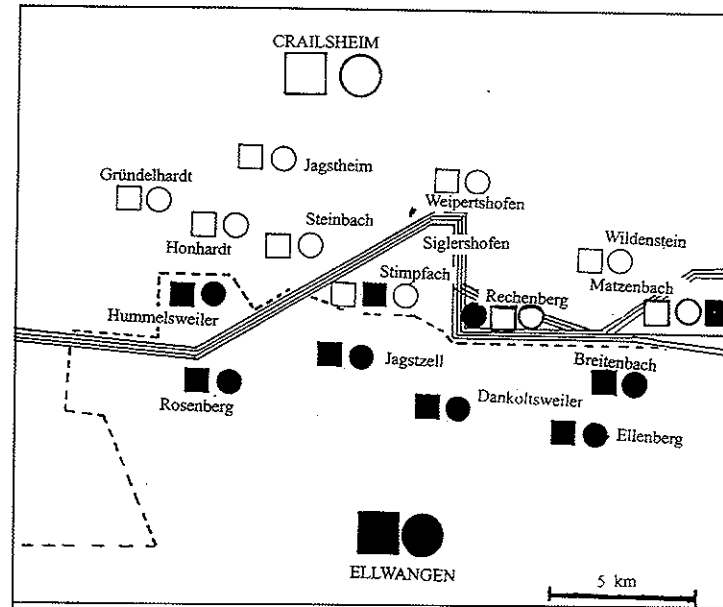 CRAILSHEIM
Jagstheim
Gründelhardt
Weipertshofen
Steinbach
Honhardt
Siglershofen
Wildenstein
Stimpfach
Matzenbach
Rechenberg
Hummelsweiler
Jagstzell
Breitenbach
Rosenberg
Dankoltsweiler
Ellenberg
ELLWANGEN
5 km